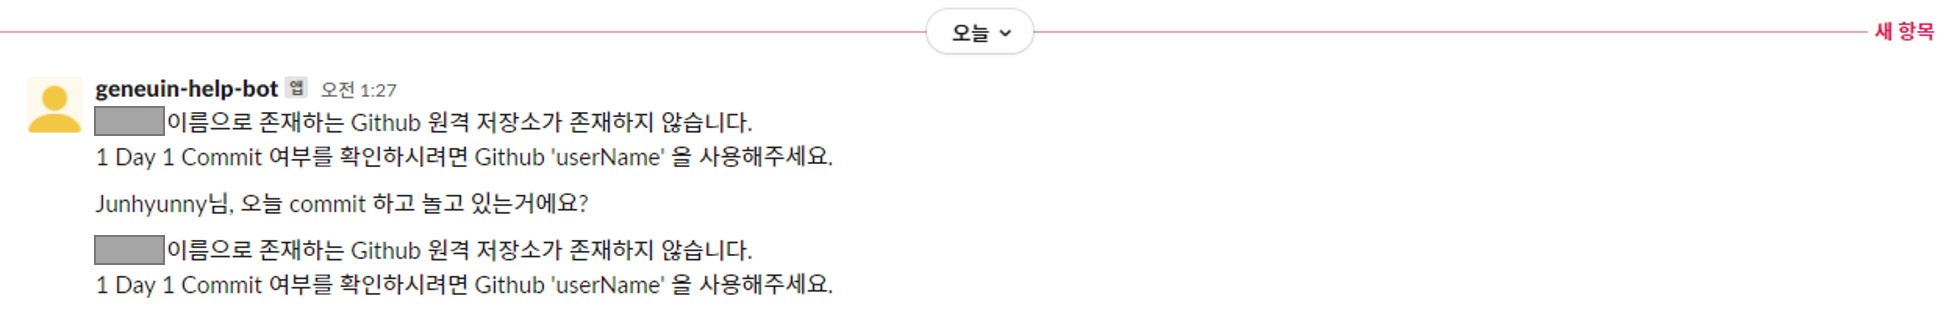 오늘
새 항목
geneuin-help-bot 앱 오전 1:27
이름으로 존재하는 Github 원격 저장소가 존재하지 않습니다.
1 Day 1 Commit 여부를 확인하시려면 Github 'userName' 을 사용해주세요.
Junhyunny님, 오늘 commit 하고 놀고 있는거에요?
이름으로 존재하는 Github 원격 저장소가 존재하지 않습니다.
1 Day 1 Commit 여부를 확인하시려면 Github 'userName' 을 사용해주세요.